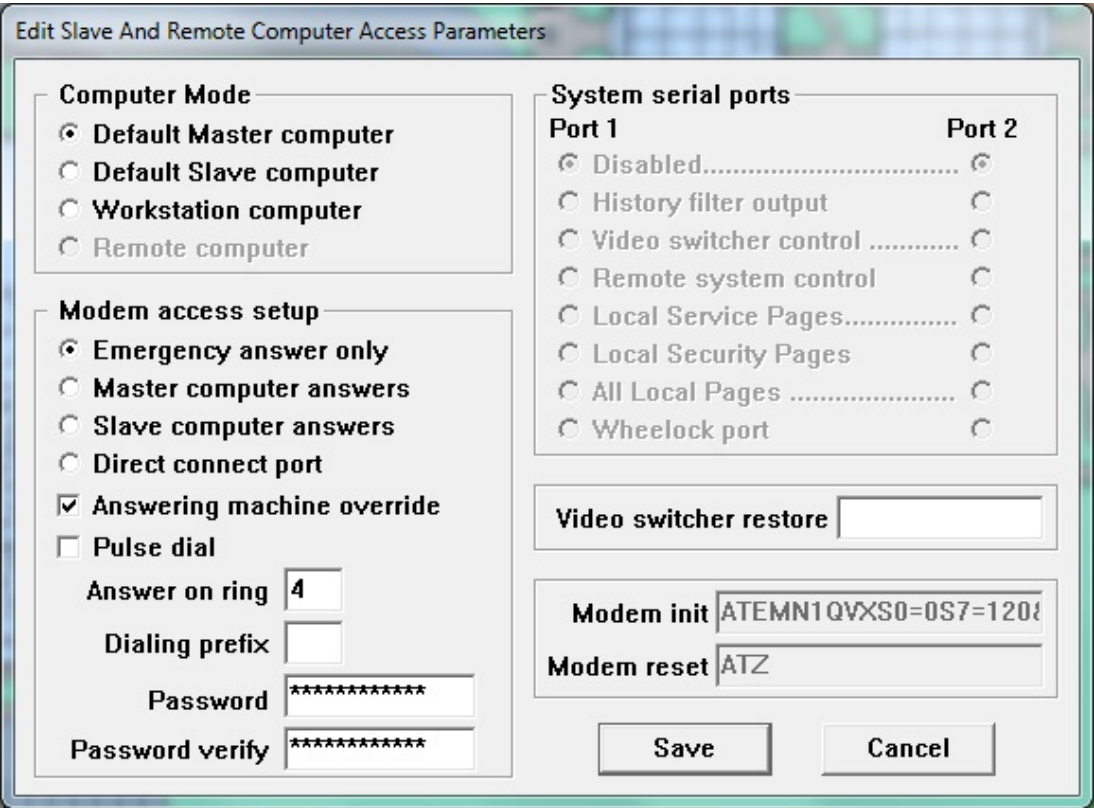 Edit Slave And Remote Computer Access Parameters
Computer Mode
Default Master computer
Default Slave computer
Workstation computer
Remote computer
Modem access setup
Emergency answer only
Master computer answers
Slave computer answers
Direct connect port
Answering machine override
Pulse dial
Answer on ring 4
Dialing prefix
Password ************
Password verify ************
System serial ports
Port 1 Port 2
Disabled..................................
History filter output
Video switcher control ............
Remote system control
Local Service Pages...............
Local Security Pages
All Local Pages ......................
Wheelock port
Video switcher restore
Modem init ATEMN1QVXS0=0S7=120&
Modem reset ATZ
Save Cancel